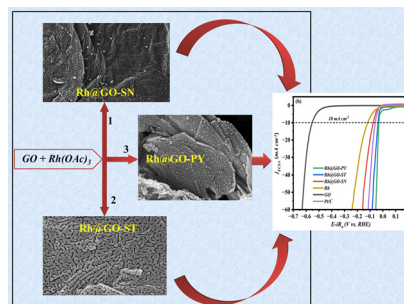 Rh@GO-SN
1
GO + Rh(OAc)3
3
Rh@GO-PY
2
Rh@GO-ST
(b)
10 mA cm-2
Rh@GO-PY
Rh@GO-ST
Rh@GO-SN
Rh
GO
Pt/C
0
-10
-20
-30
-40
-50
-60
-0.7 -0.6 -0.5 -0.4 -0.3 -0.2 -0.1 0.0 0.1
E-iRs(V vs. RHE)